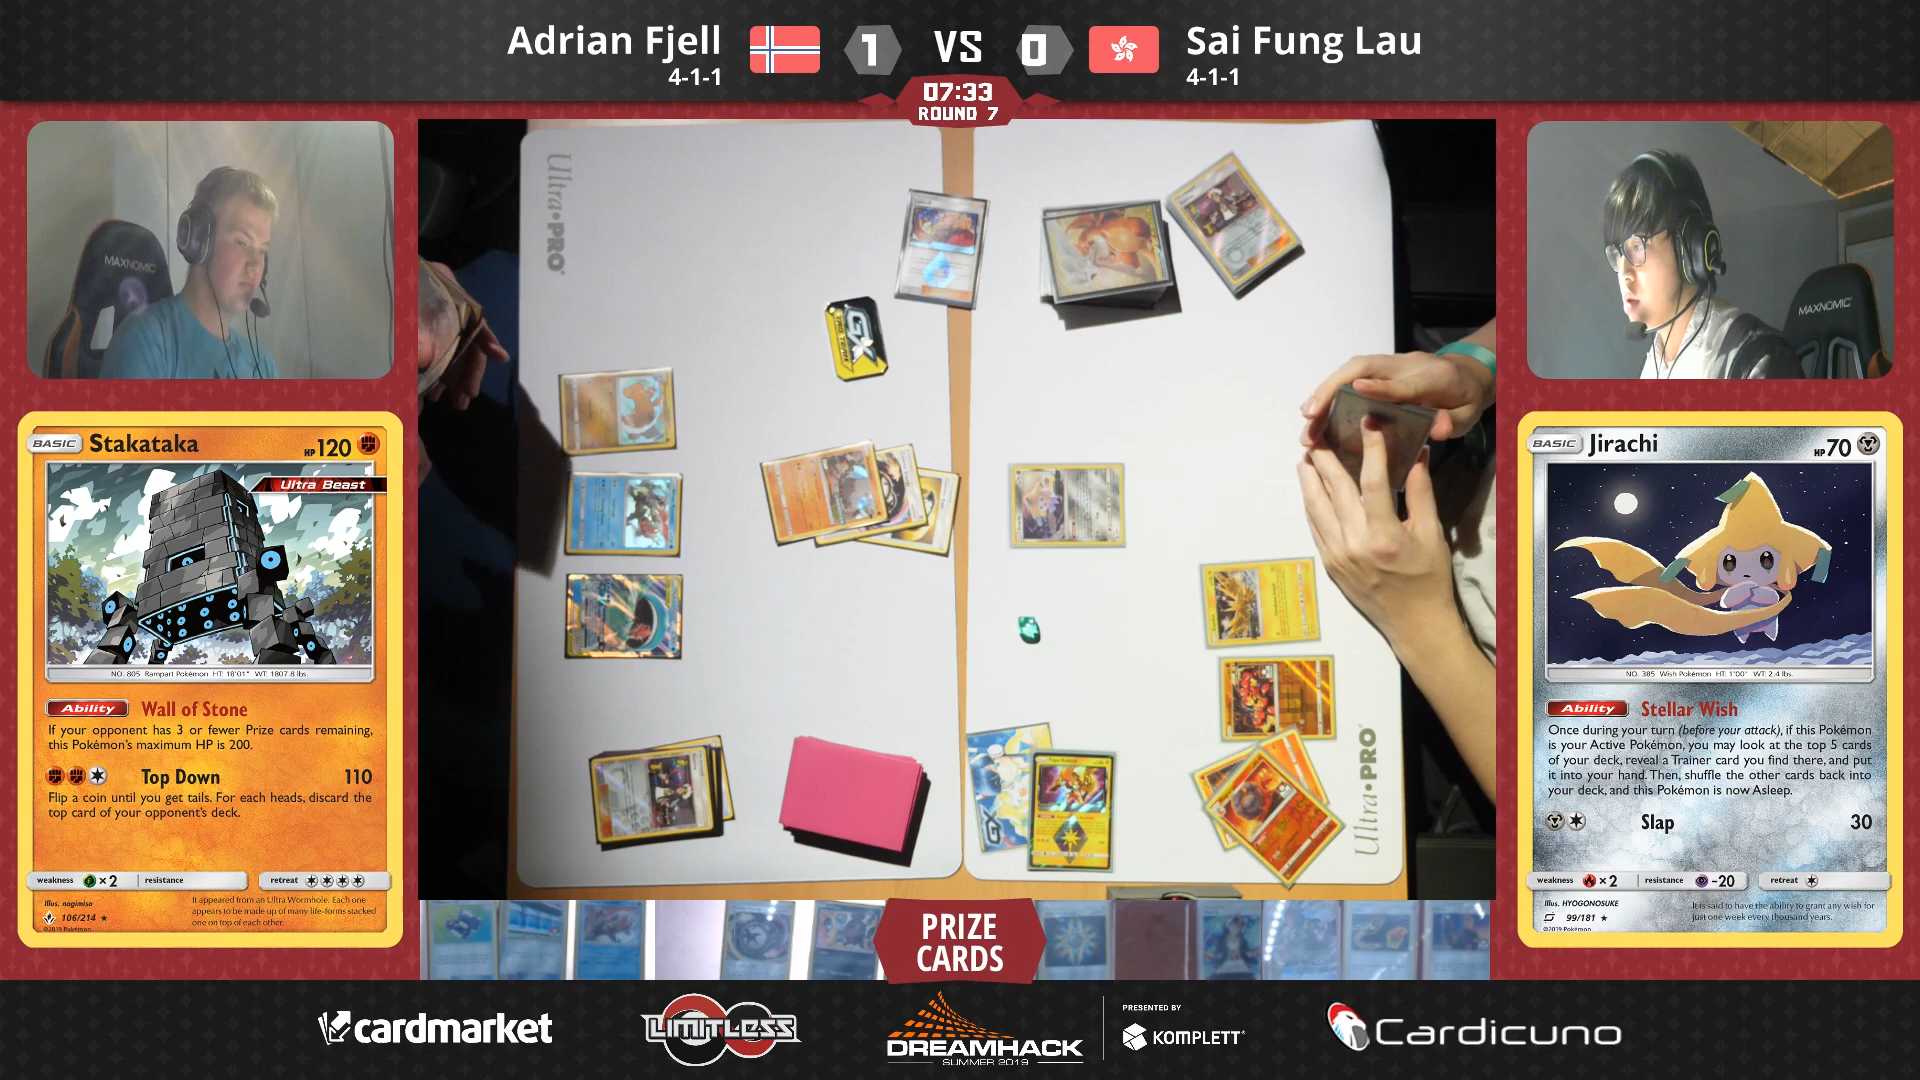 Adrian Fjell
4-1-1
1 VS 0
Sai Fung Lau
4-1-1
07:33
ROUND 7
BASIC Stakataka HP120
Ultra Beast
NO. 805 Rampart Pokémon HT: 18'01" WT: 1807.8 lbs.
Ability Wall of Stone
If your opponent has 3 or fewer Prize cards remaining,
this Pokémon's maximum HP is 200.
Top Down 110
Flip a coin until you get tails. For each heads, discard the
top card of your opponent's deck.
weakness ×2 resistance retreat
Illus. nagimiso
106/214 ★
©2019 Pokémon
It appeared from an Ultra Wormhole. Each one
appears to be made up of many life-forms stacked
one on top of each other.
MAXNOMIC
Ultra•PRO
GX
TAG TEAM
GX
Ultra•PRO
MAXNOMIC
BASIC Jirachi HP70
NO. 385 Wish Pokémon HT: 1'00" WT: 2.4 lbs.
Ability Stellar Wish
Once during your turn (before your attack), if this Pokémon
is your Active Pokémon, you may look at the top 5 cards
of your deck, reveal a Trainer card you find there, and put
it into your hand. Then, shuffle the other cards back into
your deck, and this Pokémon is now Asleep.
Slap 30
weakness ×2 resistance -20 retreat
Illus. HYOGONOSUKE
99/181 ★
©2019 Pokémon
It is said to have the ability to grant any wish for
just one week every thousand years.
PRIZE
CARDS
cardmarket
LIMITLESS
DREAMHACK
SUMMER 2019
PRESENTED BY
KOMPLETT
Cardicuno